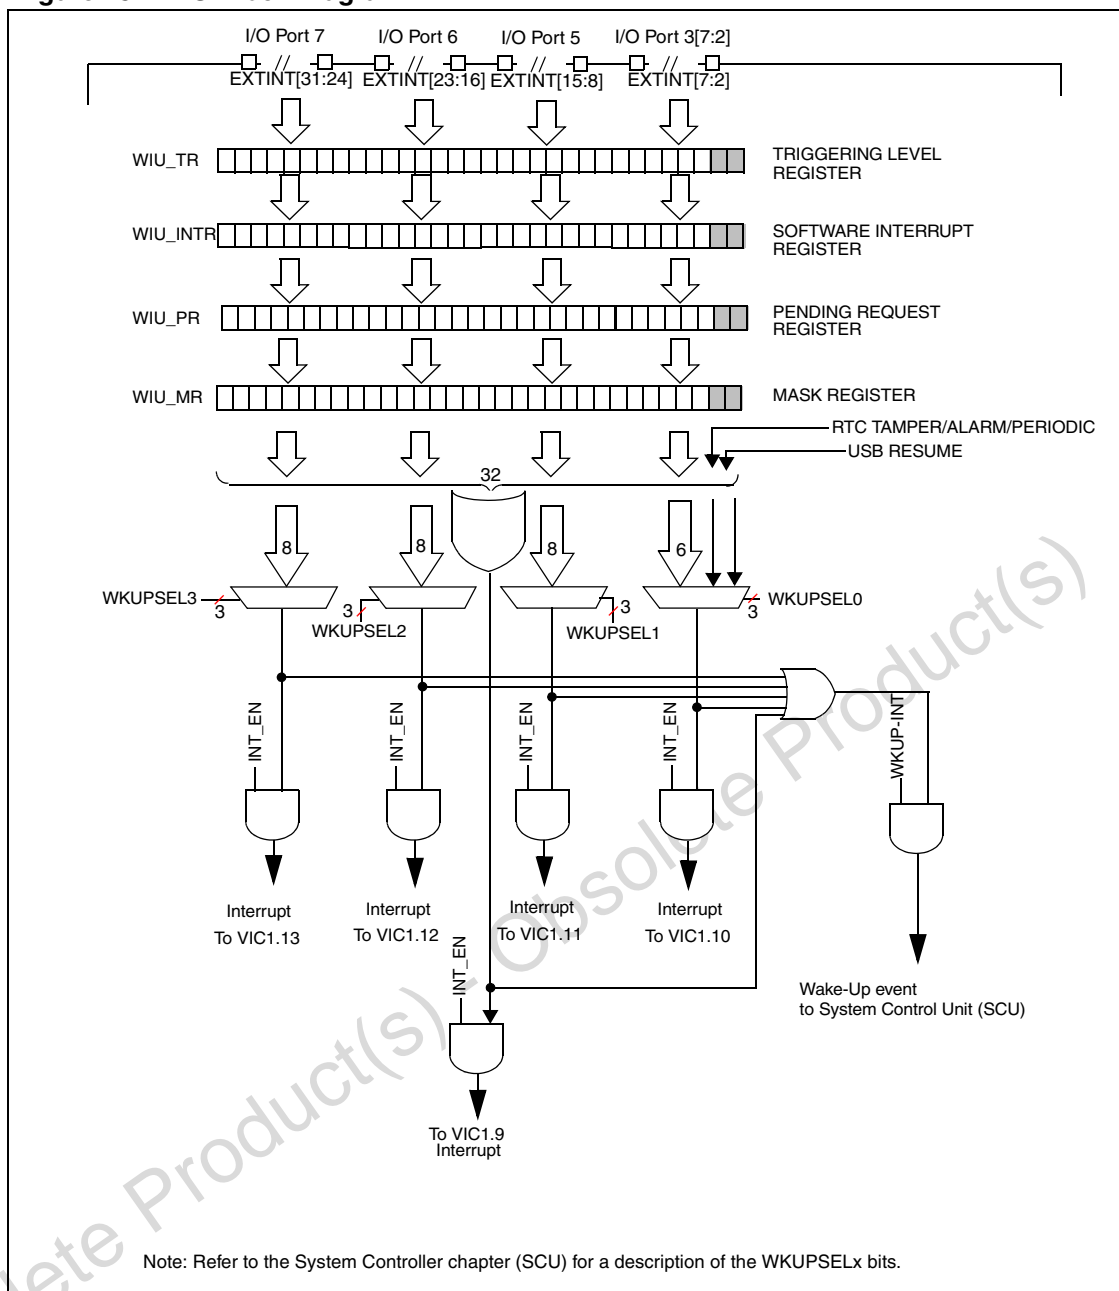 I/O Port 7 I/O Port 6 I/O Port 5 I/O Port 3[7:2]
EXTINT[31:24] EXTINT[23:16] EXTINT[15:8] EXTINT[7:2]
WIU_TR
TRIGGERING LEVEL
REGISTER
WIU_INTR
SOFTWARE INTERRUPT
REGISTER
WIU_PR
PENDING REQUEST
REGISTER
WIU_MR
MASK REGISTER
RTC TAMPER/ALARM/PERIODIC
USB RESUME
32
8 8 8 6
WKUPSEL3
3
3
WKUPSEL2
3
WKUPSEL1
3
WKUPSEL0
INT_EN INT_EN INT_EN INT_EN
WKUP-INT
Interrupt
To VIC1.13
Interrupt
To VIC1.12
Interrupt
To VIC1.11
Interrupt
To VIC1.10
INT_EN
Wake-Up event
to System Control Unit (SCU)
To VIC1.9
Interrupt
Note: Refer to the System Controller chapter (SCU) for a description of the WKUPSELx bits.
lete Product(s) - Obsolete Product(s)